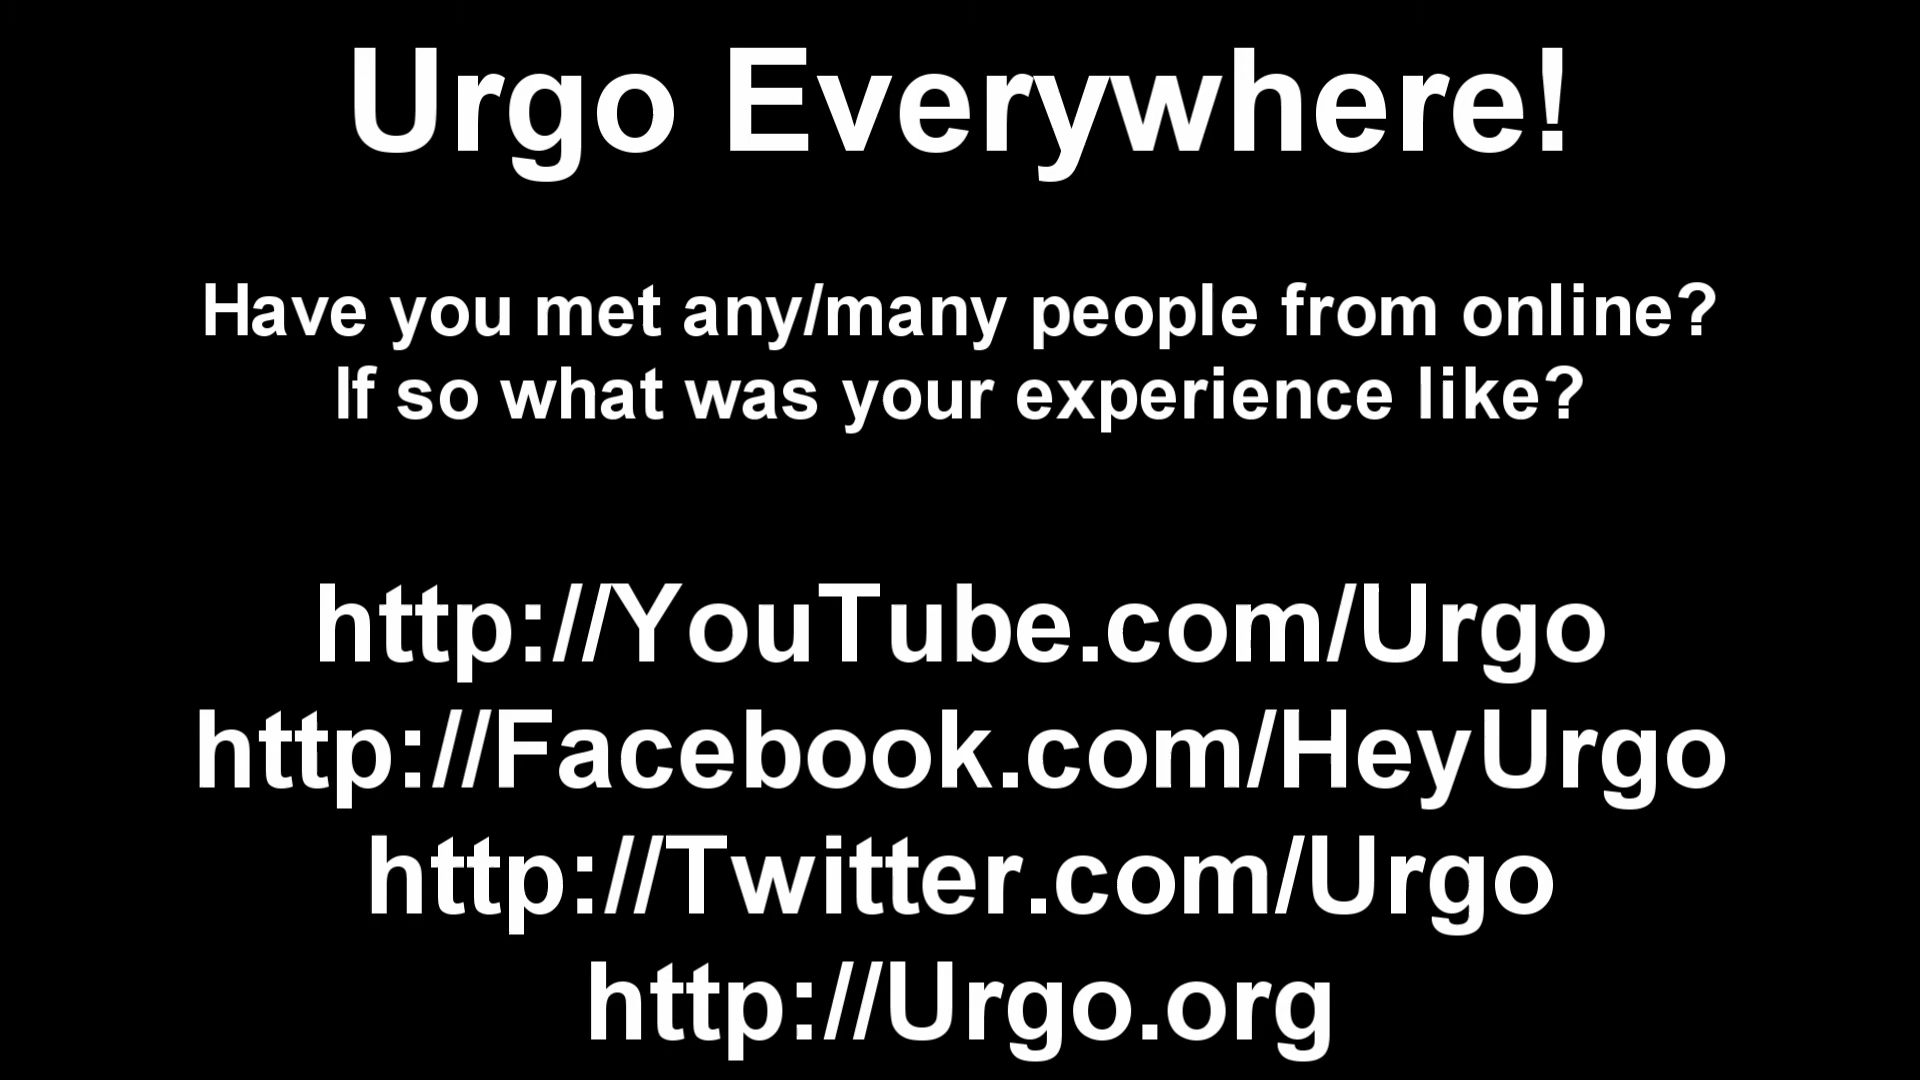 Urgo Everywhere!
Have you met any/many people from online?
If so what was your experience like?
http://YouTube.com/Urgo
http://Facebook.com/HeyUrgo
http://Twitter.com/Urgo
http://Urgo.org